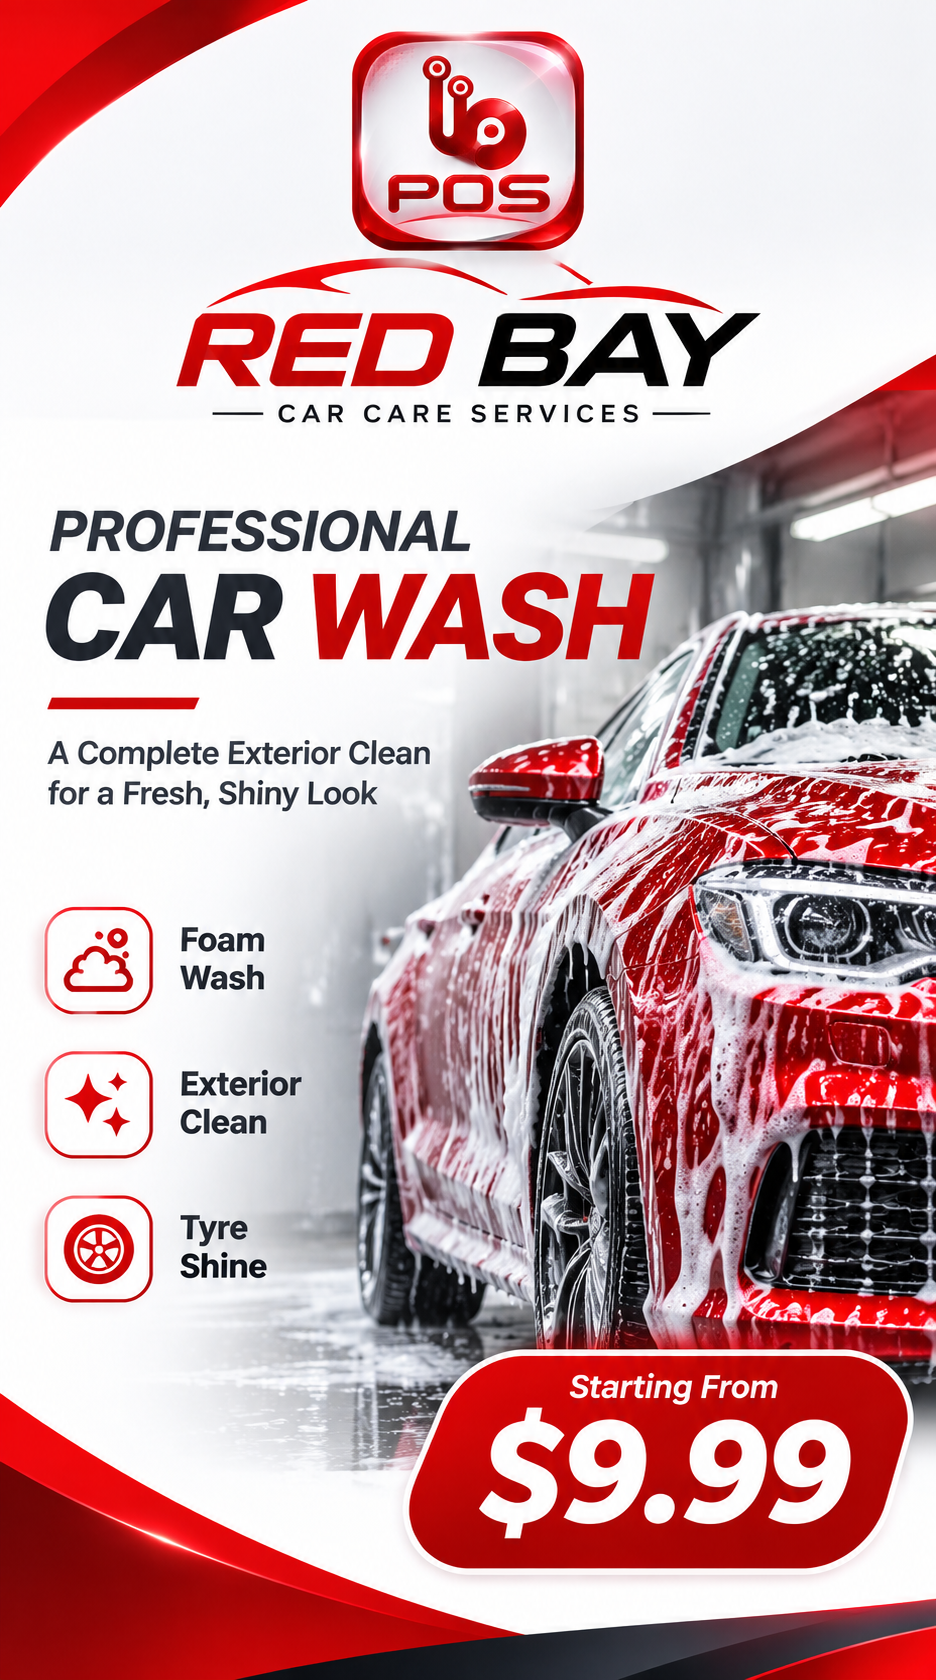 POS
RED BAY
CAR CARE SERVICES
PROFESSIONAL
CAR WASH
A Complete Exterior Clean
for a Fresh, Shiny Look
Foam
Wash
Exterior
Clean
Tyre
Shine
Starting From
$9.99